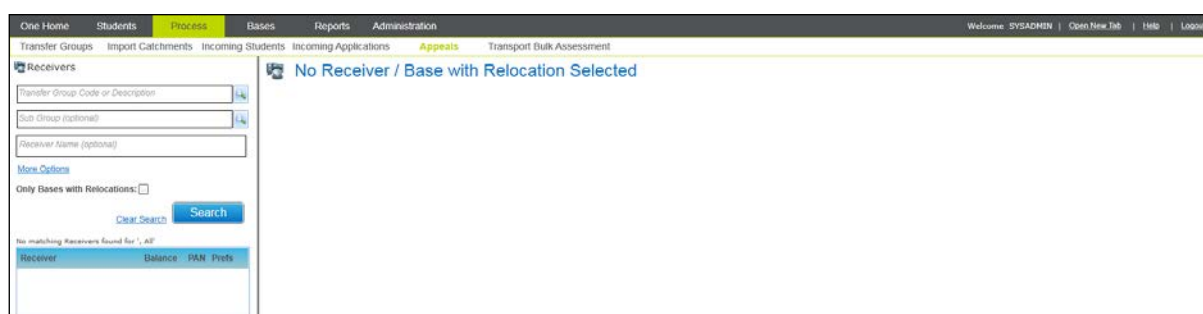 One Home Students Process Bases Reports Administration Welcome SYSADMIN | Open New Tab | Help | Logout
Transfer Groups Import Catchments Incoming Students Incoming Applications Appeals Transport Bulk Assessment
Receivers
No Receiver / Base with Relocation Selected
Transfer Group Code or Description
Sub Group (optional)
Receiver Name (optional)
More Options
Only Bases with Relocations:
Clear Search Search
No matching Receivers found for ', All'
Receiver Balance PAN Prefs